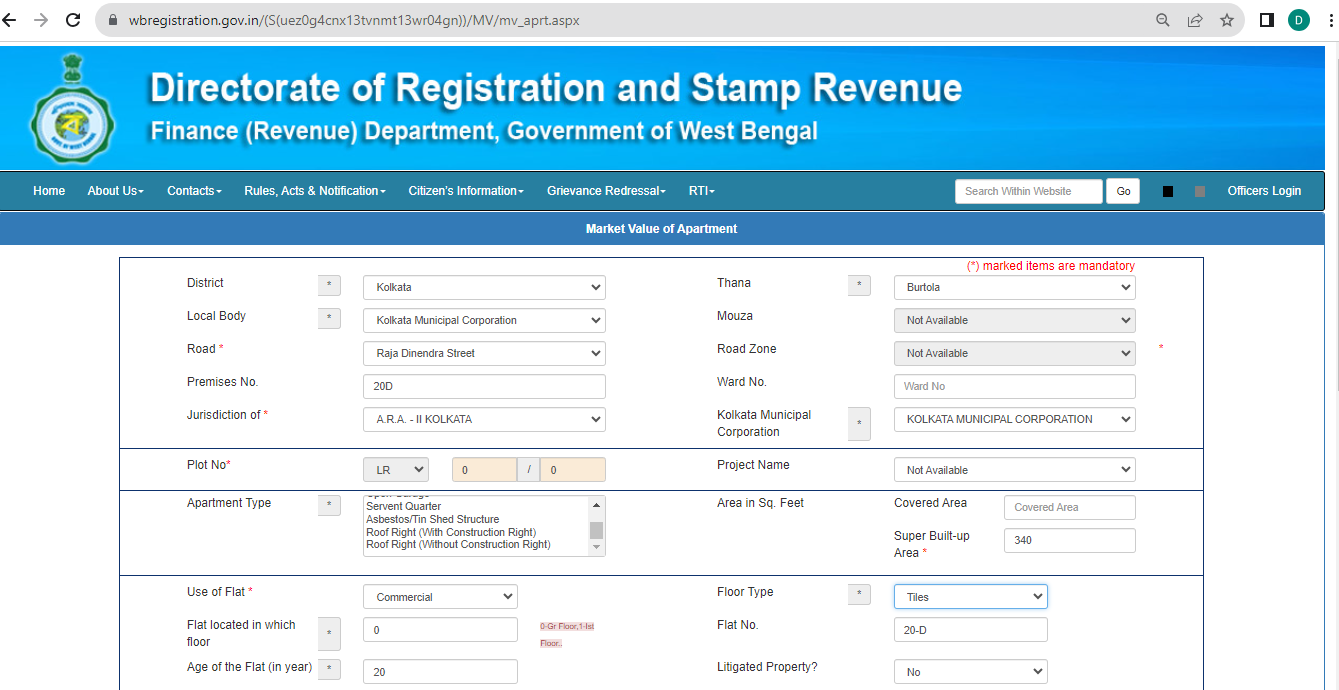 wbregistration.gov.in/(S(uez0g4cnx13tvnmt13wr04gn))/MV/mv_aprt.aspx
D
Directorate of Registration and Stamp Revenue
Finance (Revenue) Department, Government of West Bengal
Home About Us Contacts Rules, Acts & Notification Citizen's Information Grievance Redressal RTI Search Within Website Go Officers Login
Market Value of Apartment
(*) marked items are mandatory
District * Kolkata Thana * Burtola
Local Body * Kolkata Municipal Corporation Mouza Not Available
Road * Raja Dinendra Street Road Zone Not Available *
Premises No. 20D Ward No. Ward No
Jurisdiction of * A.R.A. - II KOLKATA Kolkata Municipal Corporation * KOLKATA MUNICIPAL CORPORATION
Plot No* LR 0 / 0 Project Name Not Available
Apartment Type * Area in Sq. Feet Covered Area Covered Area
Servent Quarter
Asbestos/Tin Shed Structure
Roof Right (With Construction Right)
Roof Right (Without Construction Right)
Super Built-up Area * 340
Use of Flat * Commercial Floor Type * Tiles
Flat located in which floor * 0 0-Gr Floor,1-Ist Floor.. Flat No. 20-D
Age of the Flat (in year) * 20 Litigated Property? No